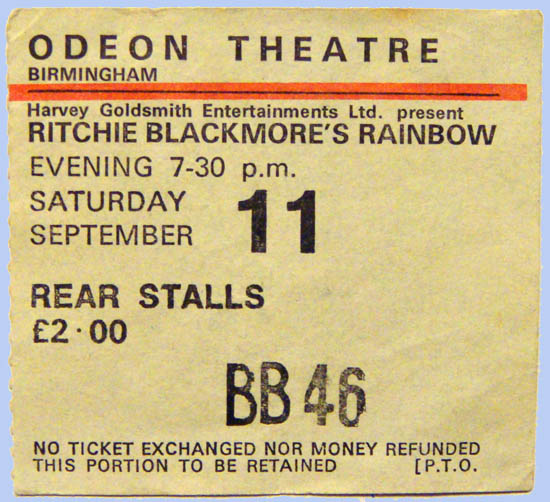 ODEON THEATRE
BIRMINGHAM
Harvey Goldsmith Entertainments Ltd. present
RITCHIE BLACKMORE'S RAINBOW
EVENING 7-30 p.m.
SATURDAY 11
SEPTEMBER
REAR STALLS
£2·00
BB 46
NO TICKET EXCHANGED NOR MONEY REFUNDED
THIS PORTION TO BE RETAINED [P.T.O.